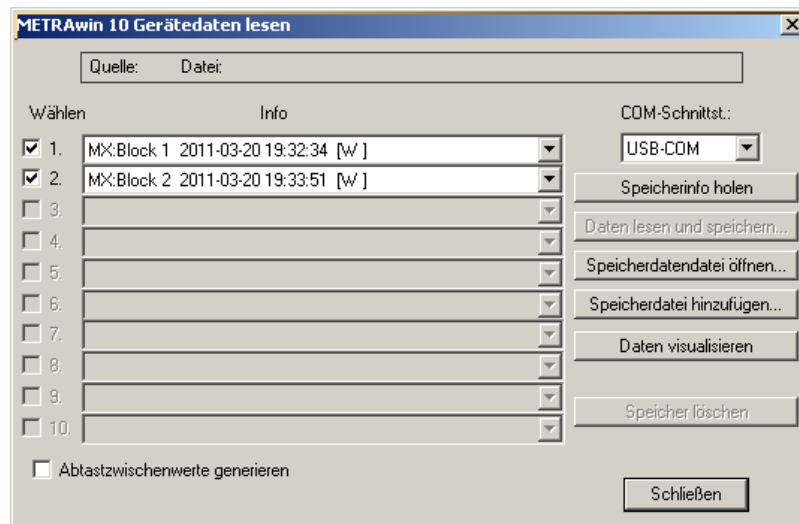 METRAwin 10 Gerätedaten lesen
Quelle: Datei:
Wählen Info COM-Schnittst.:
1. MX:Block 1 2011-03-20 19:32:34 [W ] USB-COM
2. MX:Block 2 2011-03-20 19:33:51 [W ] Speicherinfo holen
3.
Daten lesen und speichern...
4.
5. Speicherdatendatei öffnen...
6. Speicherdatei hinzufügen...
7. Daten visualisieren
8.
9. Speicher löschen
10.
Abtastzwischenwerte generieren
Schließen